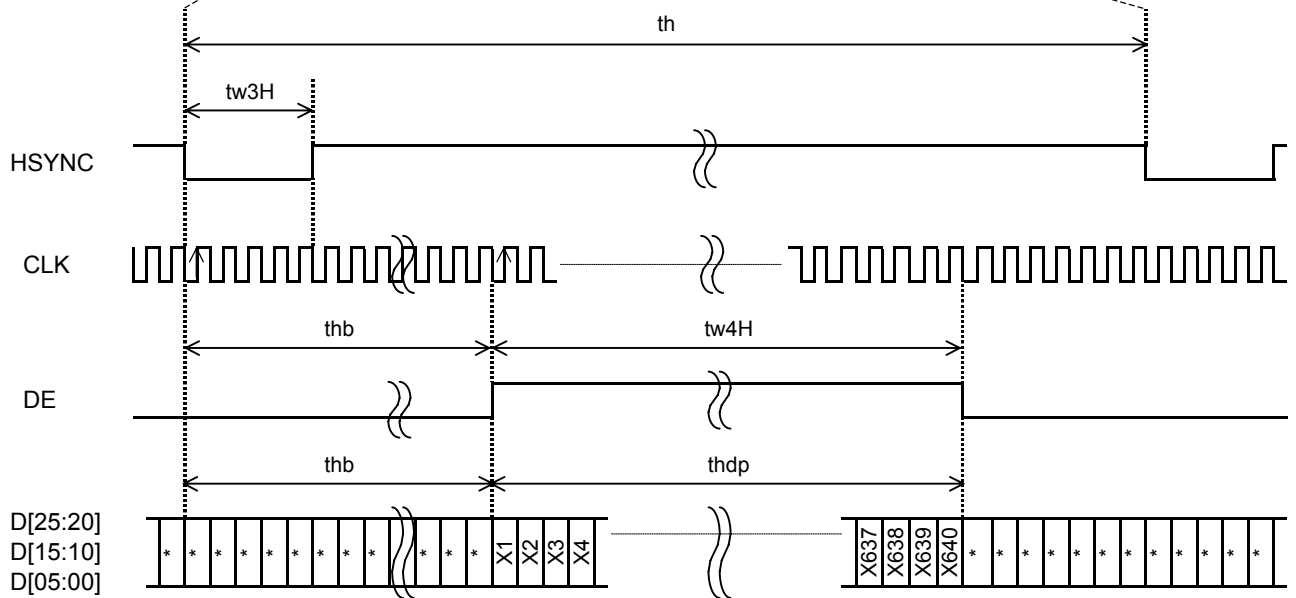 th
tw3H
HSYNC
CLK
thb tw4H
DE
thb thdp
D[25:20]
D[15:10]
D[05:00]
* * * * * * * * * * * * X1 X2 X3 X4 X637 X638 X639 X640 * * * * * * * * * * * *